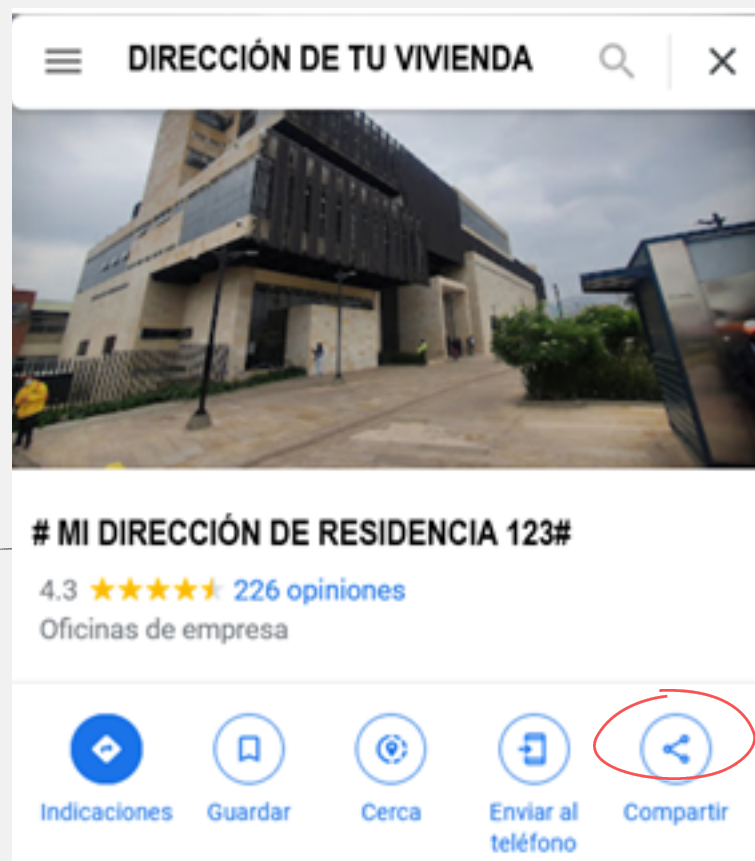 DIRECCIÓN DE TU VIVIENDA
# MI DIRECCIÓN DE RESIDENCIA 123#
4.3 226 opiniones
Oficinas de empresa
Indicaciones Guardar Cerca Enviar al teléfono Compartir